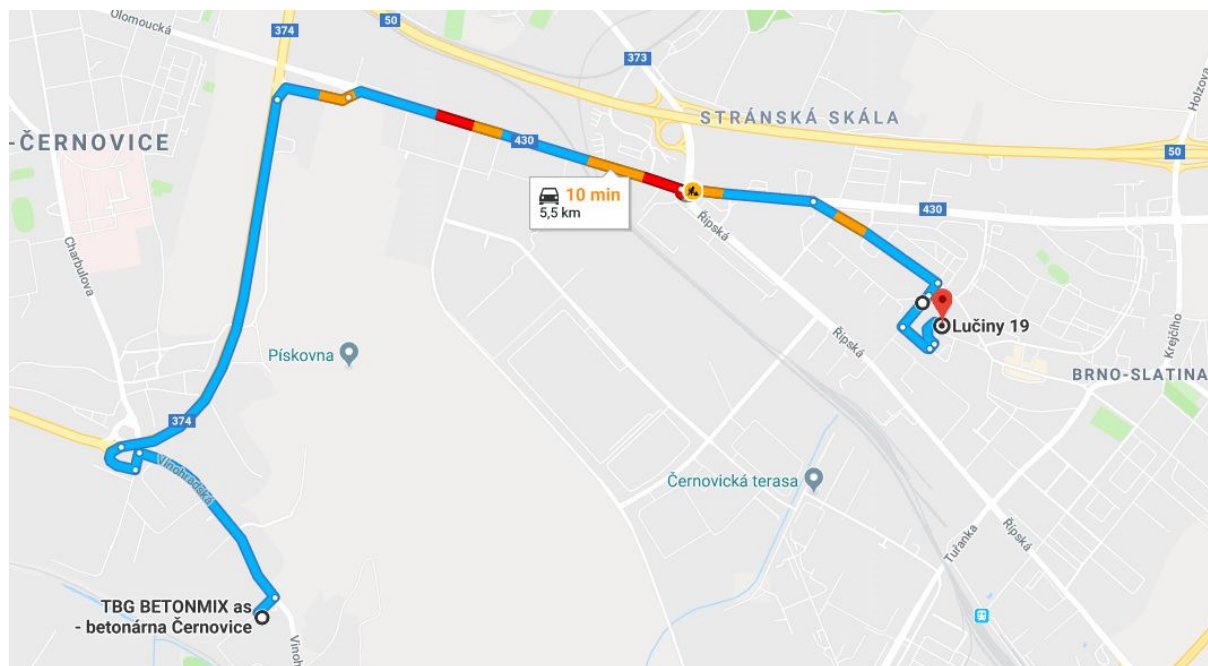 Olomoucká
374
50
373
Holzova
STRÁNSKÁ SKÁLA
-ČERNOVICE
430
50
10 min
5,5 km
430
Řípská
Charbulova
Lučiny 19
Řípská
Krejčího
Pískovna
BRNO-SLATINA
374
Vinohradská
Černovická terasa
Řípská
Tuřanka
TBG BETONMIX as
- betonárna Černovice
Vinohr